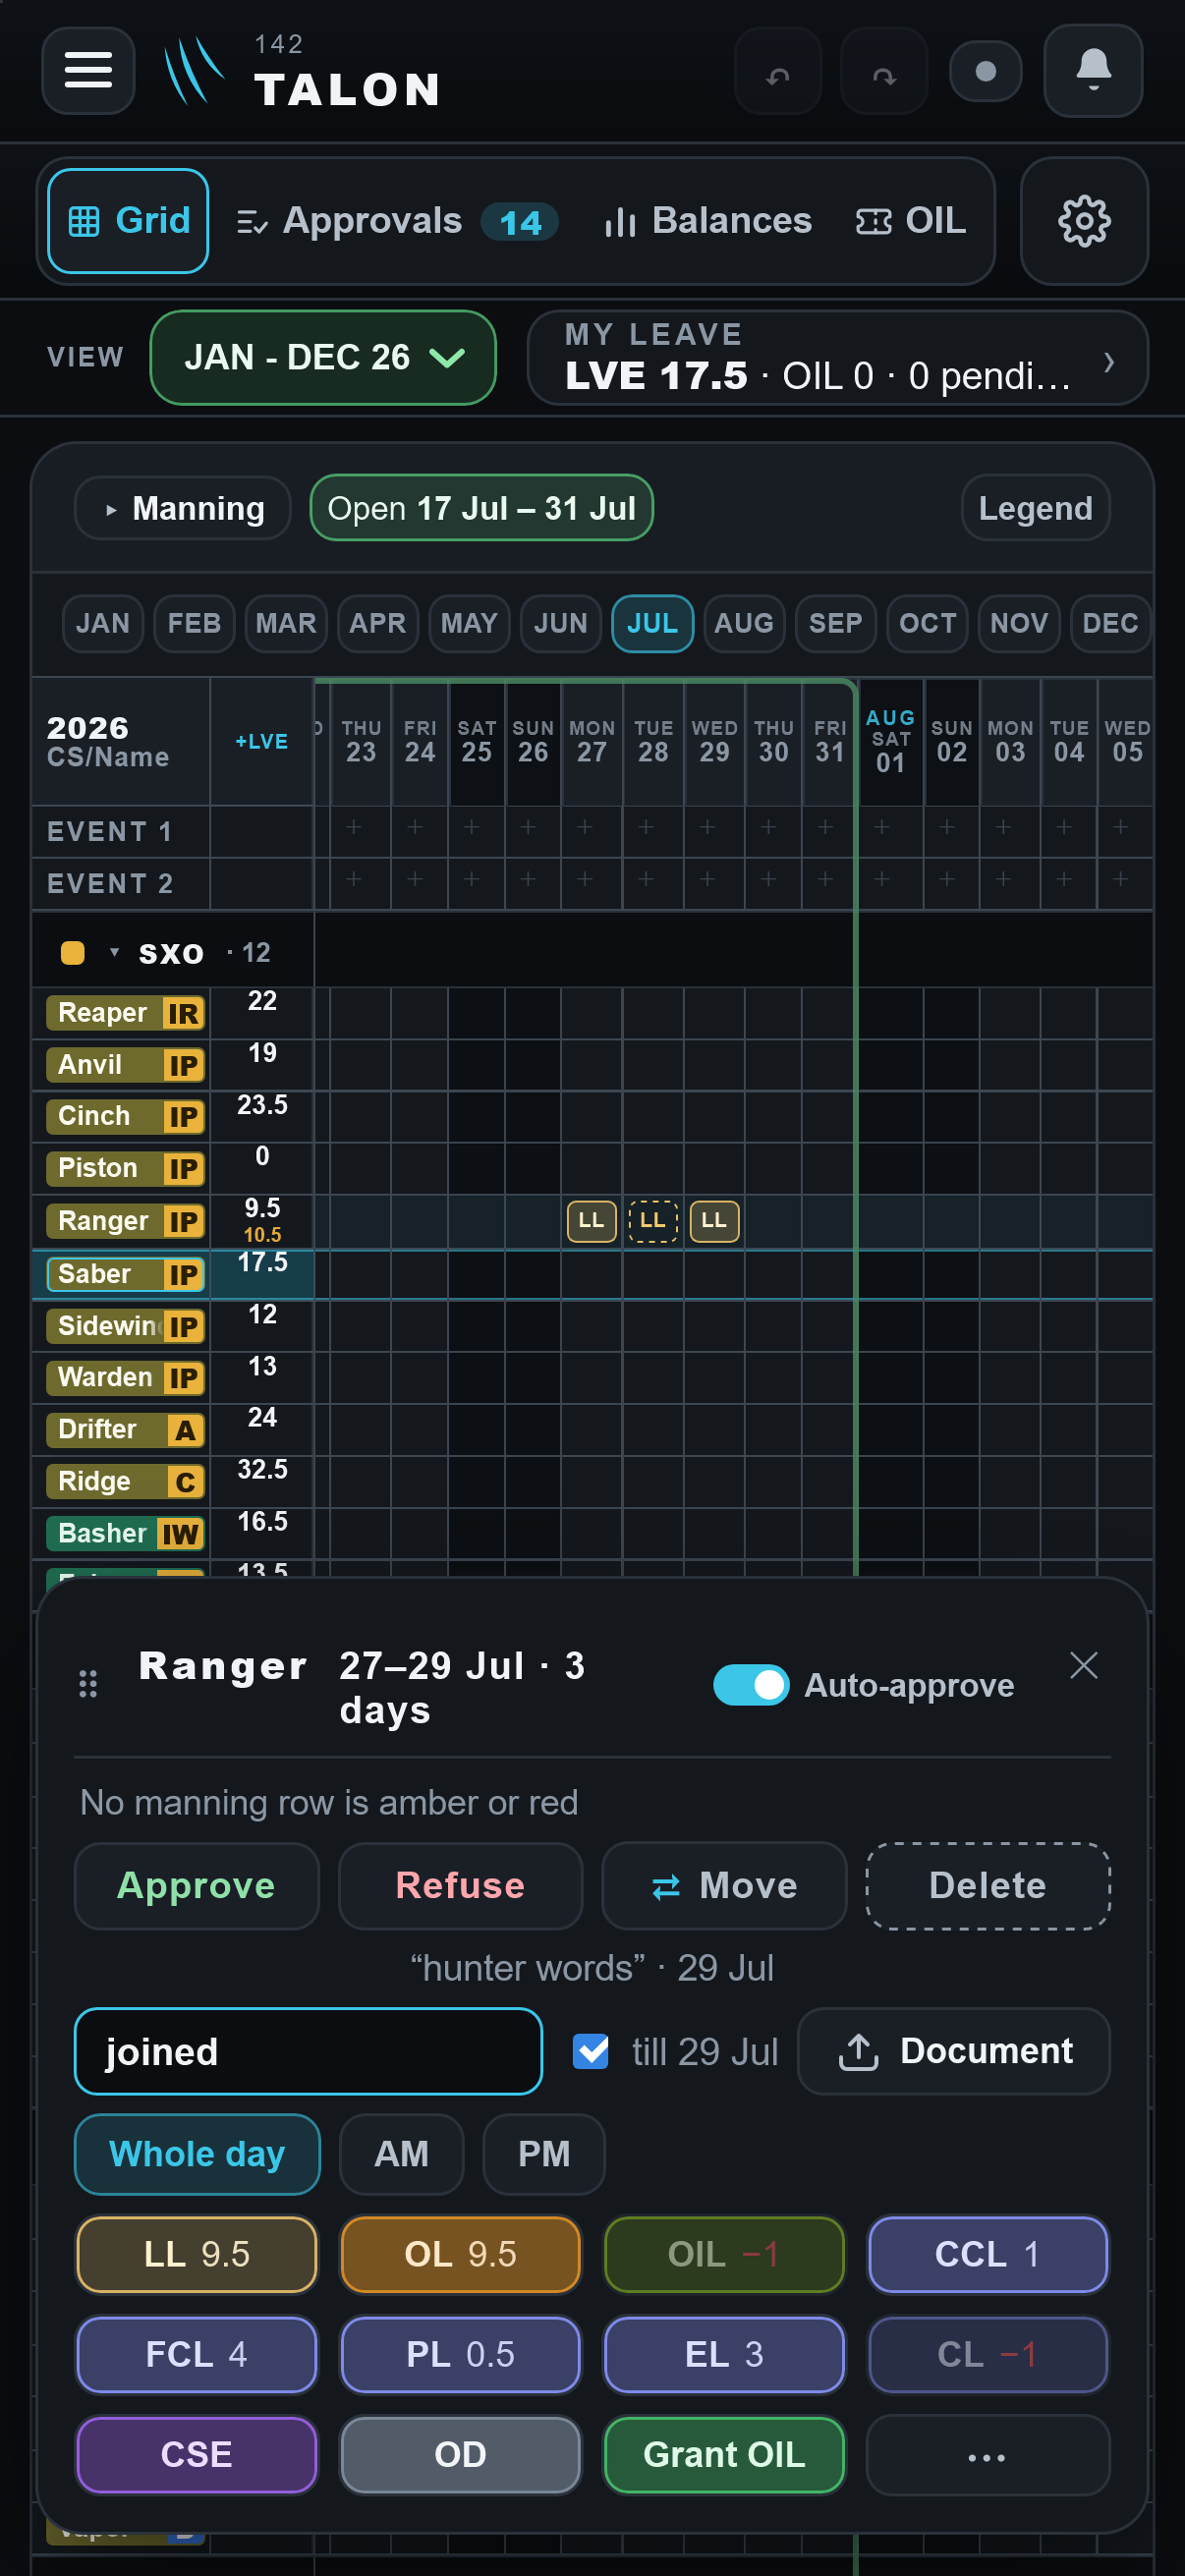 142
TALON
Grid Approvals 14 Balances OIL
VIEW JAN - DEC 26
MY LEAVE
LVE 17.5 · OIL 0 · 0 pendi… ›
▸ Manning Open 17 Jul – 31 Jul Legend
JAN FEB MAR APR MAY JUN JUL AUG SEP OCT NOV DEC
2026
CS/Name
+LVE
THU 23
FRI 24
SAT 25
SUN 26
MON 27
TUE 28
WED 29
THU 30
FRI 31
AUG SAT 01
SUN 02
MON 03
TUE 04
WED 05
EVENT 1 + + + + + + + + + + + + + +
EVENT 2 + + + + + + + + + + + + + +
▾ SXO · 12
Reaper IR 22
Anvil IP 19
Cinch IP 23.5
Piston IP 0
Ranger IP 9.5 10.5 LL LL LL
Saber IP 17.5
Sidewin IP 12
Warden IP 13
Drifter A 24
Ridge C 32.5
Basher IW 16.5
13.5
Ranger 27–29 Jul · 3 days
Auto-approve
No manning row is amber or red
Approve Refuse ⇄ Move Delete
“hunter words” · 29 Jul
joined till 29 Jul Document
Whole day AM PM
LL 9.5 OL 9.5 OIL −1 CCL 1
FCL 4 PL 0.5 EL 3 CL −1
CSE OD Grant OIL …